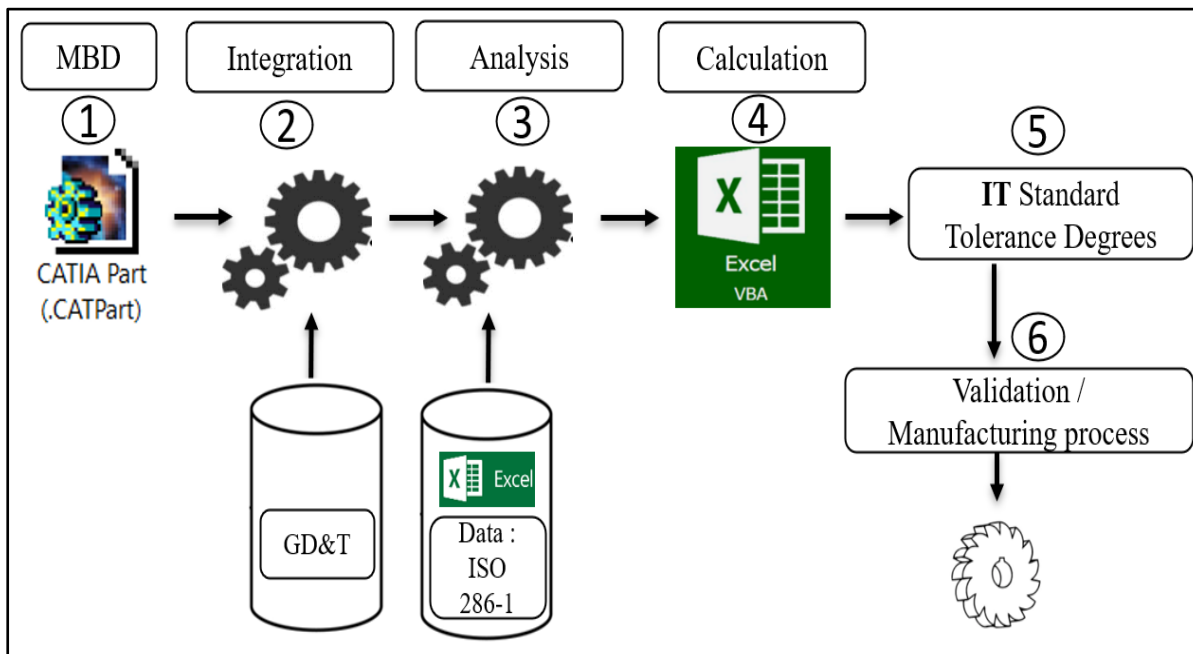 MBD
Integration
Analysis
Calculation
1
2
3
4
5
CATIA Part
(.CATPart)
X
Excel
VBA
IT Standard
Tolerance Degrees
6
Validation /
Manufacturing process
GD&T
X Excel
Data :
ISO
286-1